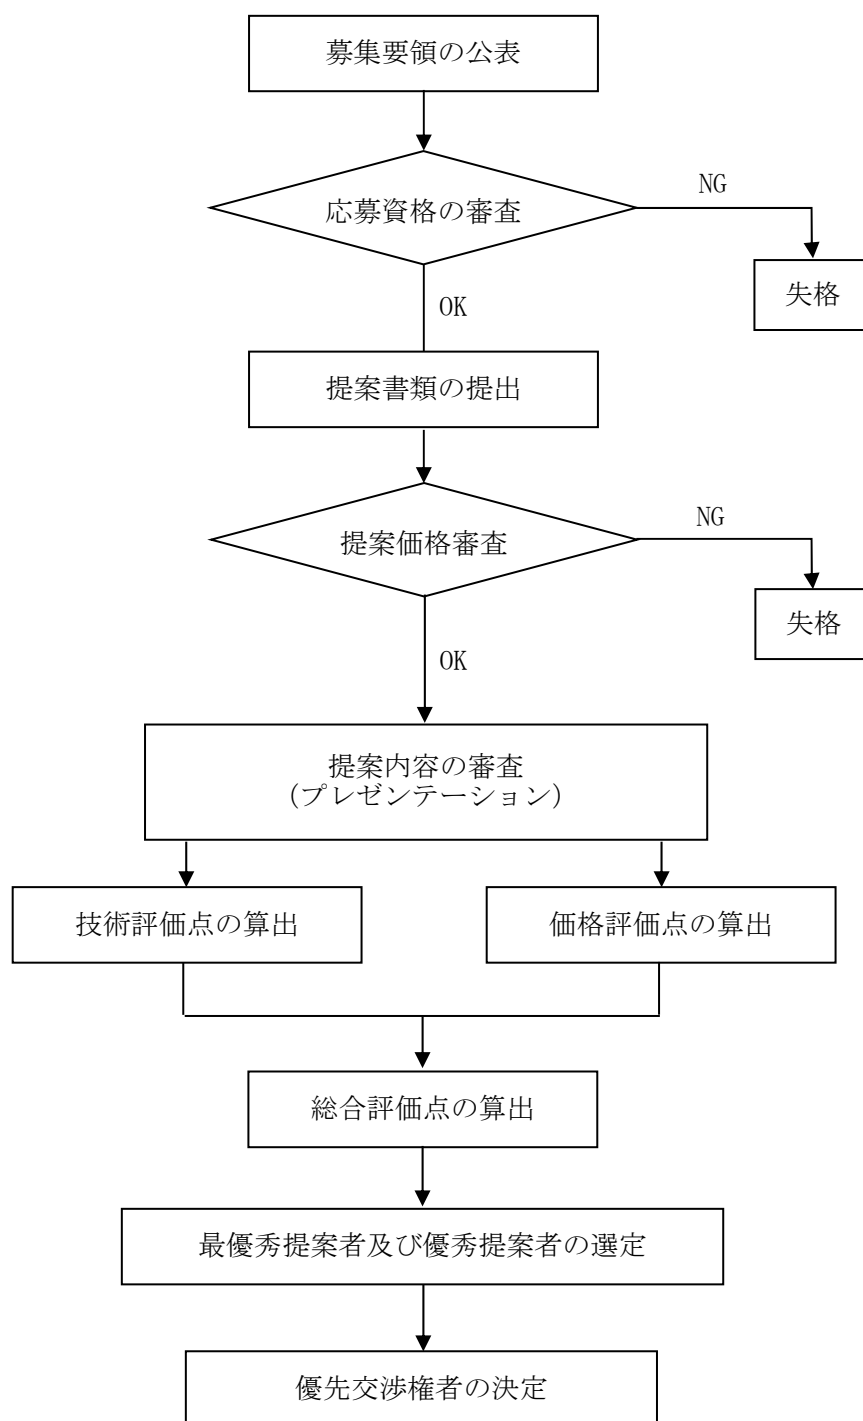 募集要領の公表
応募資格の審査
NG
失格
OK
提案書類の提出
提案価格審査
NG
失格
OK
提案内容の審査
（プレゼンテーション）
技術評価点の算出
価格評価点の算出
総合評価点の算出
最優秀提案者及び優秀提案者の選定
優先交渉権者の決定